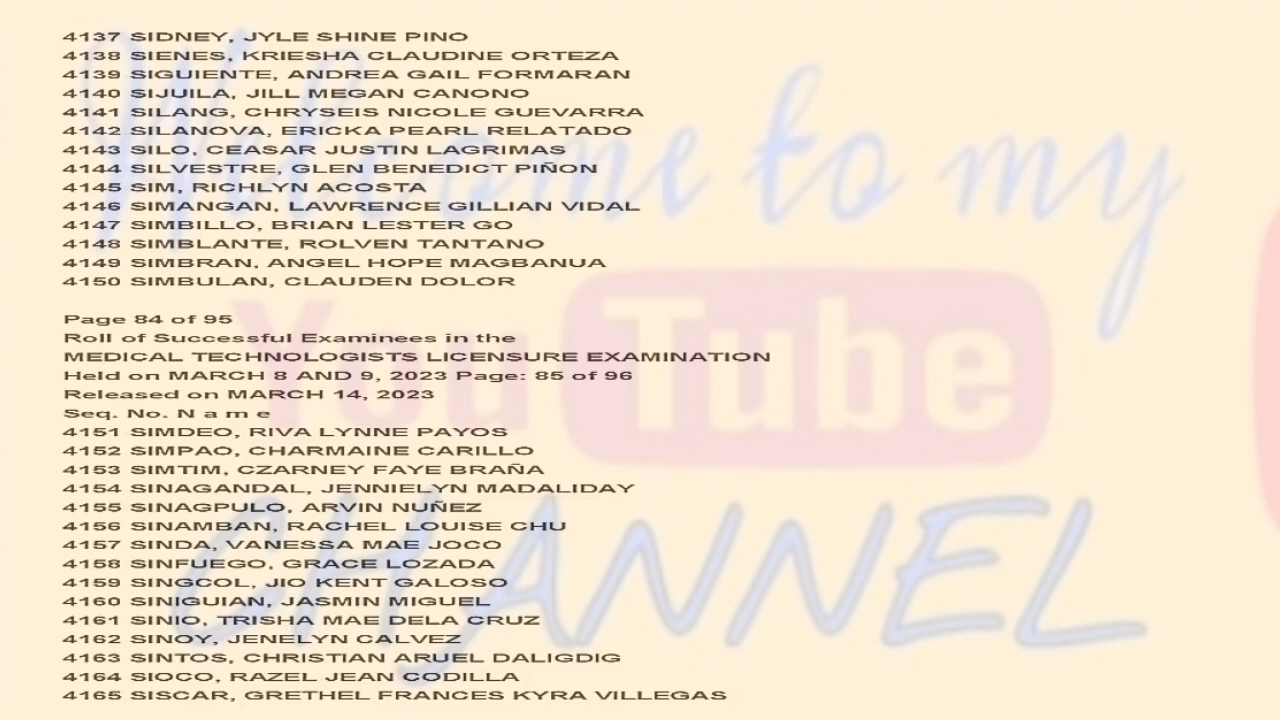 4137 SIDNEY, JYLE SHINE PINO
4138 SIENES, KRIESHA CLAUDINE ORTEZA
4139 SIGUIENTE, ANDREA GAIL FORMARAN
4140 SIJUILA, JILL MEGAN CANONO
4141 SILANG, CHRYSEIS NICOLE GUEVARRA
4142 SILANOVA, ERICKA PEARL RELATADO
4143 SILO, CEASAR JUSTIN LAGRIMAS
4144 SILVESTRE, GLEN BENEDICT PIÑON
4145 SIM, RICHLYN ACOSTA
4146 SIMANGAN, LAWRENCE GILLIAN VIDAL
4147 SIMBILLO, BRIAN LESTER GO
4148 SIMBLANTE, ROLVEN TANTANO
4149 SIMBRAN, ANGEL HOPE MAGBANUA
4150 SIMBULAN, CLAUDEN DOLOR
Page 84 of 95
Roll of Successful Examinees in the
MEDICAL TECHNOLOGISTS LICENSURE EXAMINATION
Held on MARCH 8 AND 9, 2023 Page: 85 of 96
Released on MARCH 14, 2023
Seq. No. N a m e
4151 SIMDEO, RIVA LYNNE PAYOS
4152 SIMPAO, CHARMAINE CARILLO
4153 SIMTIM, CZARNEY FAYE BRAÑA
4154 SINAGANDAL, JENNIELYN MADALIDAY
4155 SINAGPULO, ARVIN NUÑEZ
4156 SINAMBAN, RACHEL LOUISE CHU
4157 SINDA, VANESSA MAE JOCO
4158 SINFUEGO, GRACE LOZADA
4159 SINGCOL, JIO KENT GALOSO
4160 SINIGUIAN, JASMIN MIGUEL
4161 SINIO, TRISHA MAE DELA CRUZ
4162 SINOY, JENELYN CALVEZ
4163 SINTOS, CHRISTIAN ARUEL DALIGDIG
4164 SIOCO, RAZEL JEAN CODILLA
4165 SISCAR, GRETHEL FRANCES KYRA VILLEGAS
Welcome to my
YouTube
CHANNEL